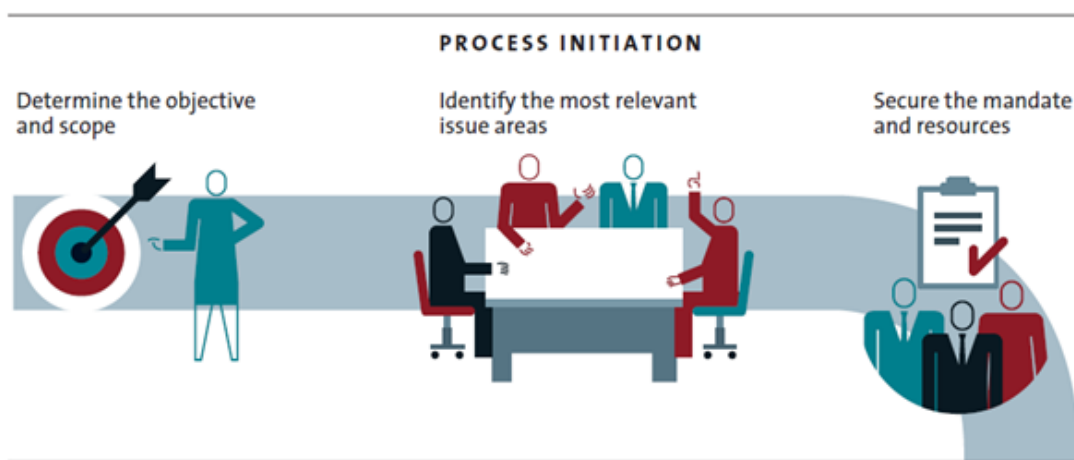 PROCESS INITIATION
Determine the objective
and scope
Identify the most relevant
issue areas
Secure the mandate
and resources